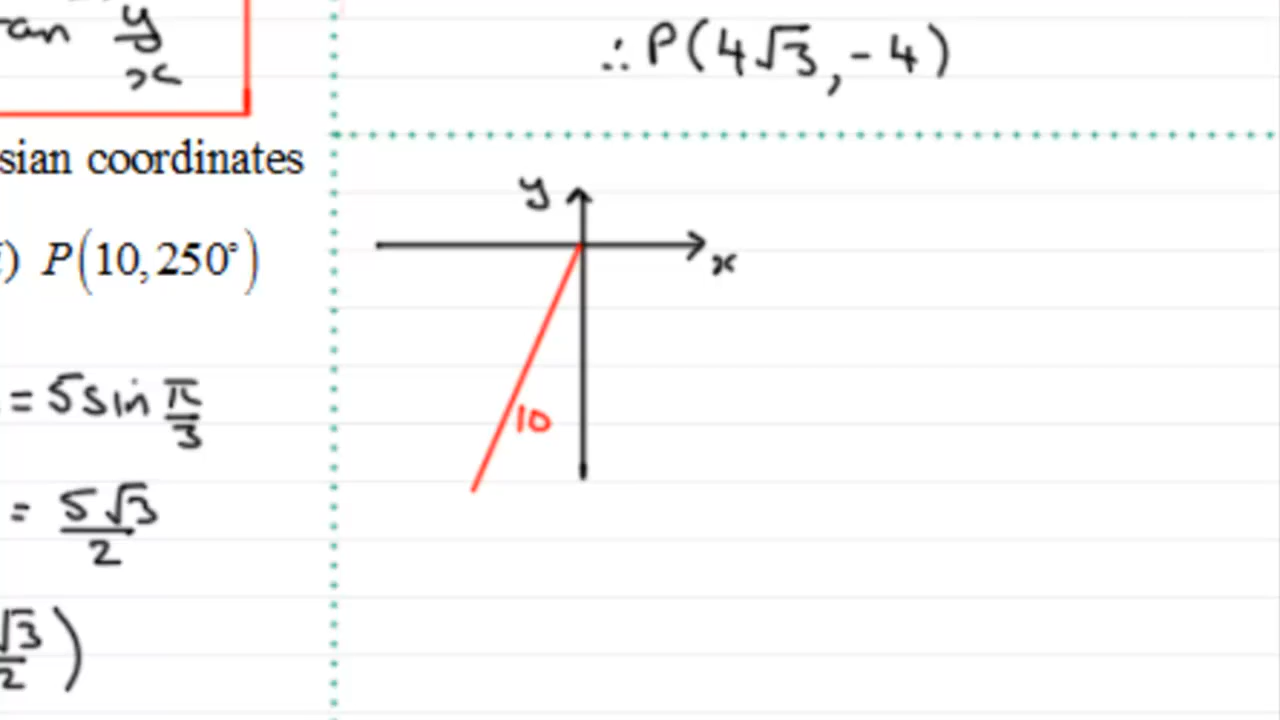 an y/x
sian coordinates
) P(10, 250°)
= 5 sin π/3
= 5√3/2
√3/2)
∴ P(4√3, -4)
y
x
10